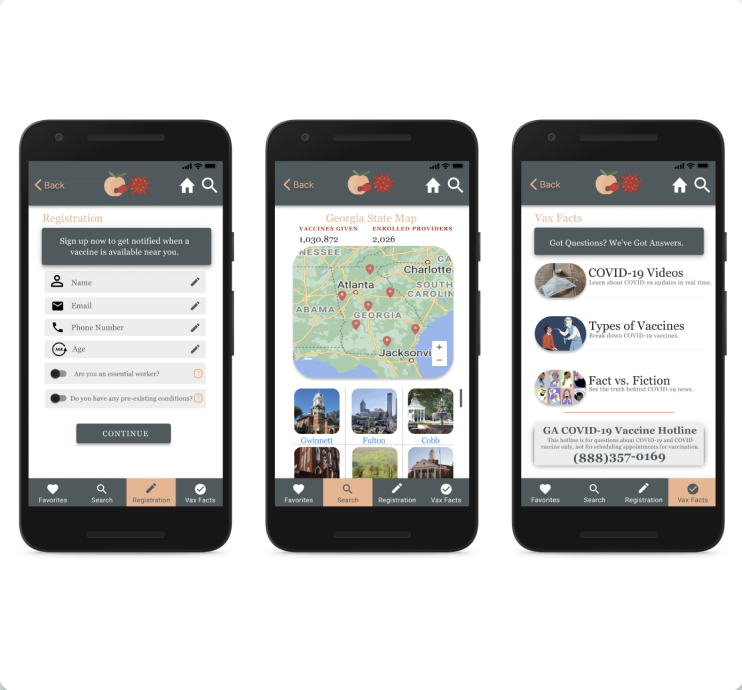 Back
Registration
Sign up now to get notified when a
vaccine is available near you.
Name
Email
Phone Number
AGE
Age
Are you an essential worker?
?
Do you have any pre-existing conditions?
?
CONTINUE
Favorites
Search
Registration
Vax Facts
Back
Georgia State Map
VACCINES GIVEN
ENROLLED PROVIDERS
1,030,872
2,026
NESSEE
CA
Charlotte
Atlanta
SOUTH
CAROLIN
ABAMA
GEORGIA
Jacksonvi
+
−
Gwinnett
Fulton
Cobb
Favorites
Search
Registration
Vax Facts
Back
Vax Facts
Got Questions? We've Got Answers.
COVID-19 Videos
Learn about COVID-19 updates in real time.
Types of Vaccines
Break down COVID-19 vaccines.
Fact vs. Fiction
See the truth behind COVID-19 news.
GA COVID-19 Vaccine Hotline
This hotline is for questions about COVID-19 and COVID
vaccine only, not for scheduling appointments for vaccination.
(888)357-0169
Favorites
Search
Registration
Vax Facts